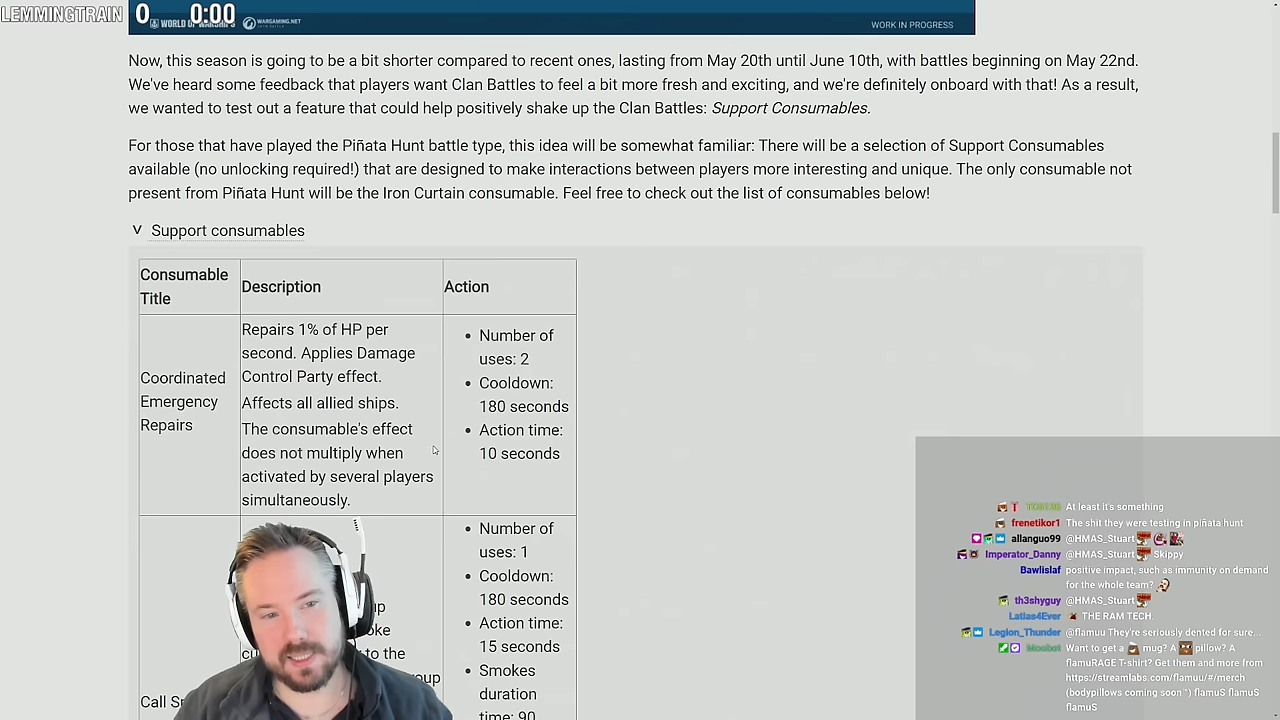 LEMMINGTRAIN
0 0:00
WORLD OF WARSHIPS WARGAMING.NET
WORK IN PROGRESS
Now, this season is going to be a bit shorter compared to recent ones, lasting from May 20th until June 10th, with battles beginning on May 22nd.
We've heard some feedback that players want Clan Battles to feel a bit more fresh and exciting, and we're definitely onboard with that! As a result,
we wanted to test out a feature that could help positively shake up the Clan Battles: Support Consumables.
For those that have played the Piñata Hunt battle type, this idea will be somewhat familiar: There will be a selection of Support Consumables
available (no unlocking required!) that are designed to make interactions between players more interesting and unique. The only consumable not
present from Piñata Hunt will be the Iron Curtain consumable. Feel free to check out the list of consumables below!
V Support consumables
Consumable
Title
Description
Action
Coordinated
Emergency
Repairs
Repairs 1% of HP per
second. Applies Damage
Control Party effect.
Affects all allied ships.
The consumable's effect
does not multiply when
activated by several players
simultaneously.
• Number of
uses: 2
• Cooldown:
180 seconds
• Action time:
10 seconds
Call
to the
• Number of
uses: 1
• Cooldown:
180 seconds
• Action time:
15 seconds
• Smokes
duration
time: 90
At least it's something
frenetikor1 The shit they were testing in piñata hunt
allanguo99 @HMAS_Stuart
Imperator_Danny @HMAS_Stuart Skippy
Bawlislaf positive impact, such as immunity on demand
for the whole team?
th3shyguy @HMAS_Stuart
Latias4Ever THE RAM TECH.
Legion_Thunder @flamuu They're seriously dented for sure...
Moobot Want to get a mug? A pillow? A
flamuRAGE T-shirt? Get them and more from
https://streamlabs.com/flamuu/#/merch
(bodypillows coming soon™) flamuS flamuS
flamuS